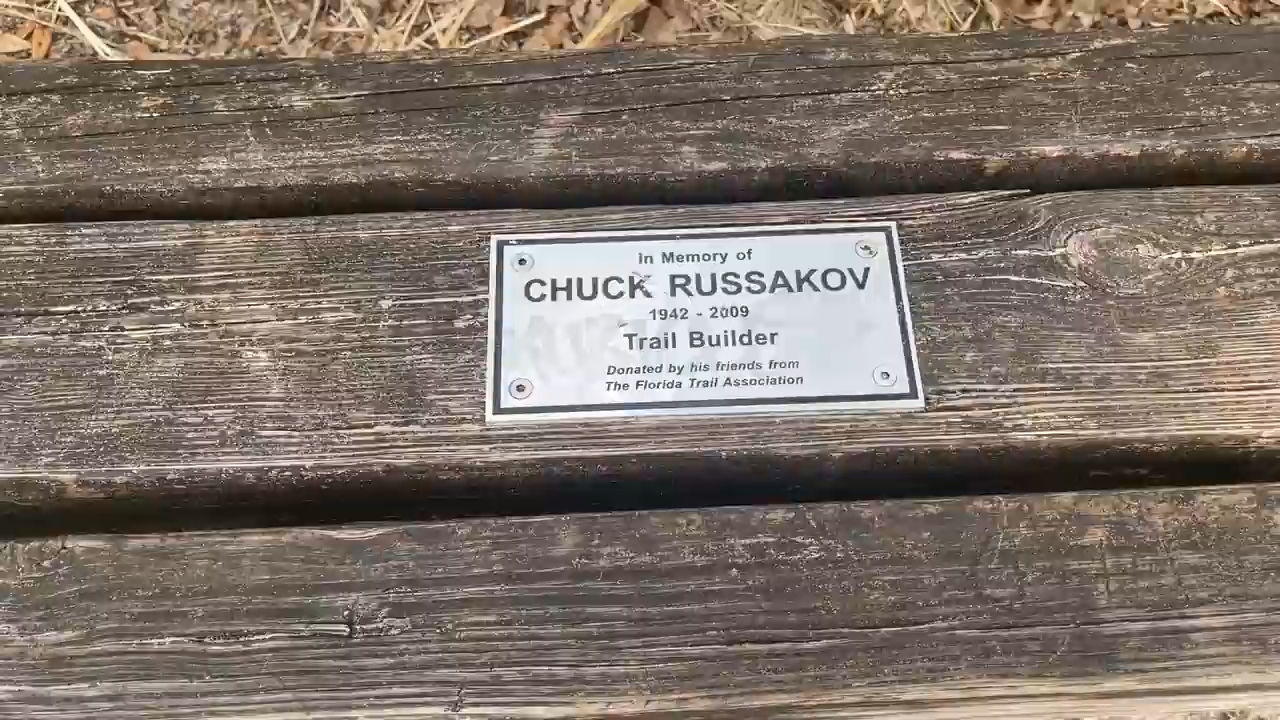 In Memory of
CHUCK RUSSAKOV
1942 - 2009
Trail Builder
Donated by his friends from
The Florida Trail Association